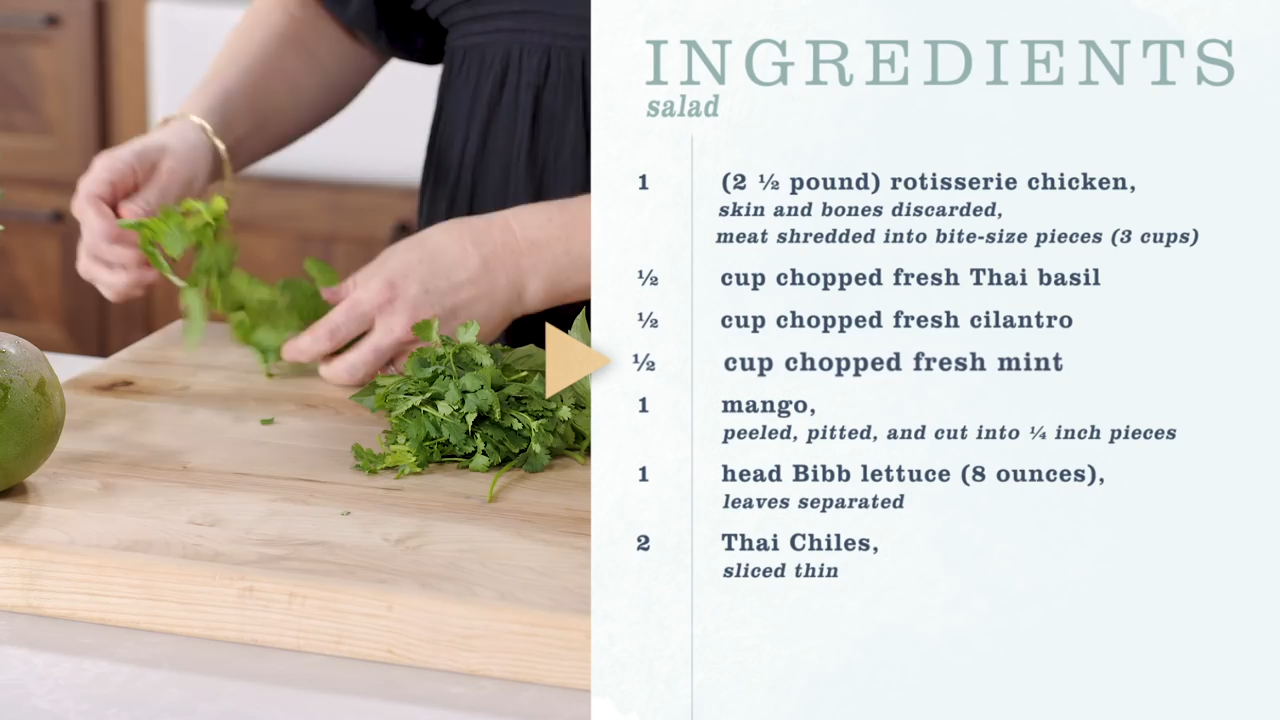 INGREDIENTS
salad
1 (2 ½ pound) rotisserie chicken,
skin and bones discarded,
meat shredded into bite-size pieces (3 cups)
½ cup chopped fresh Thai basil
½ cup chopped fresh cilantro
½ cup chopped fresh mint
1 mango,
peeled, pitted, and cut into ¼ inch pieces
1 head Bibb lettuce (8 ounces),
leaves separated
2 Thai Chiles,
sliced thin